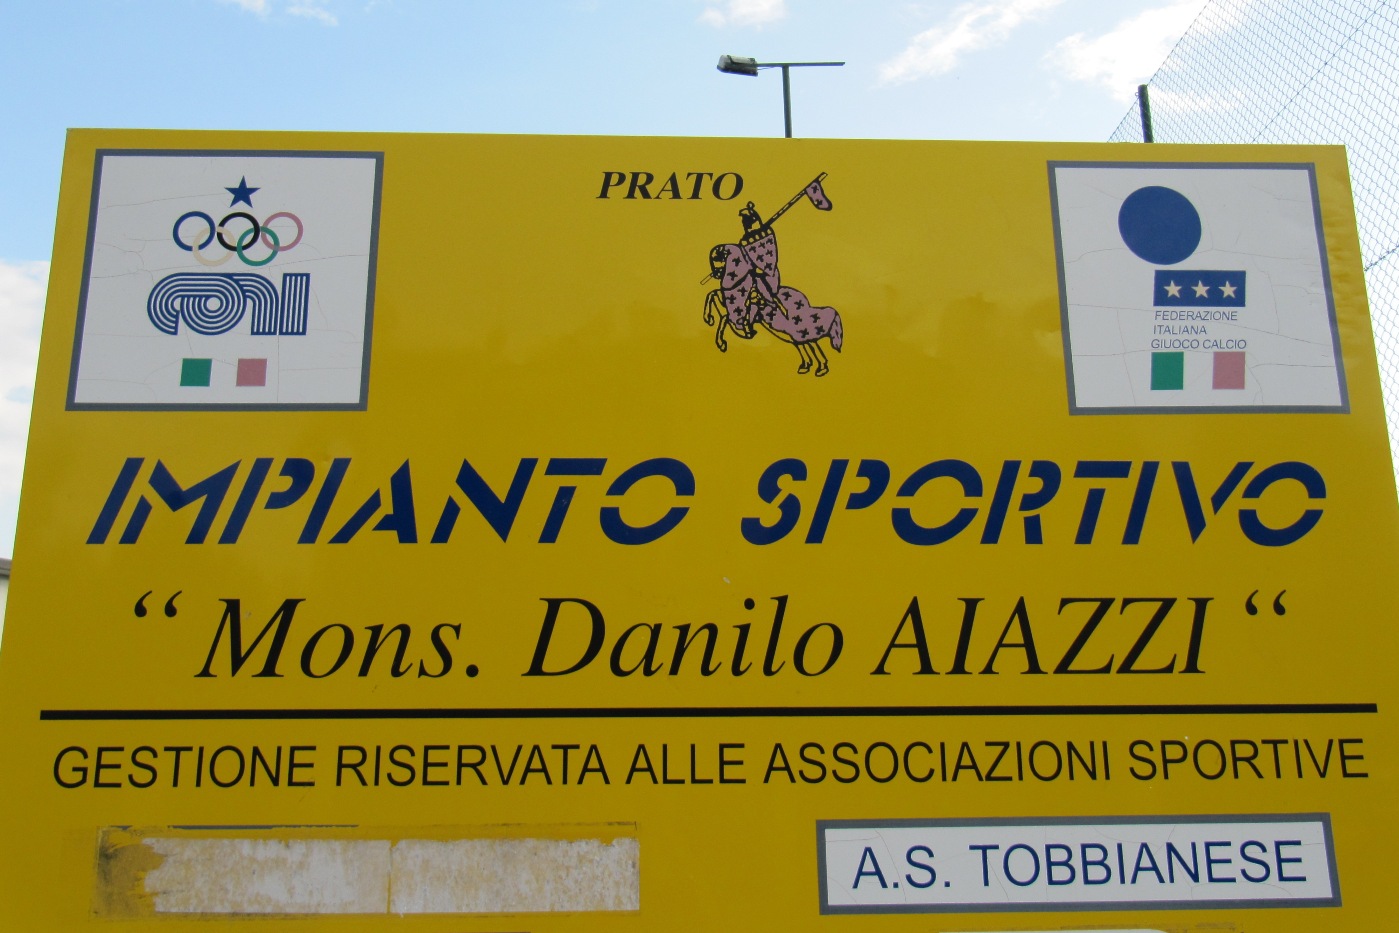 CONI
PRATO
FEDERAZIONE
ITALIANA
GIUOCO CALCIO
IMPIANTO SPORTIVO
“ Mons. Danilo AIAZZI “
GESTIONE RISERVATA ALLE ASSOCIAZIONI SPORTIVE
A.S. TOBBIANESE